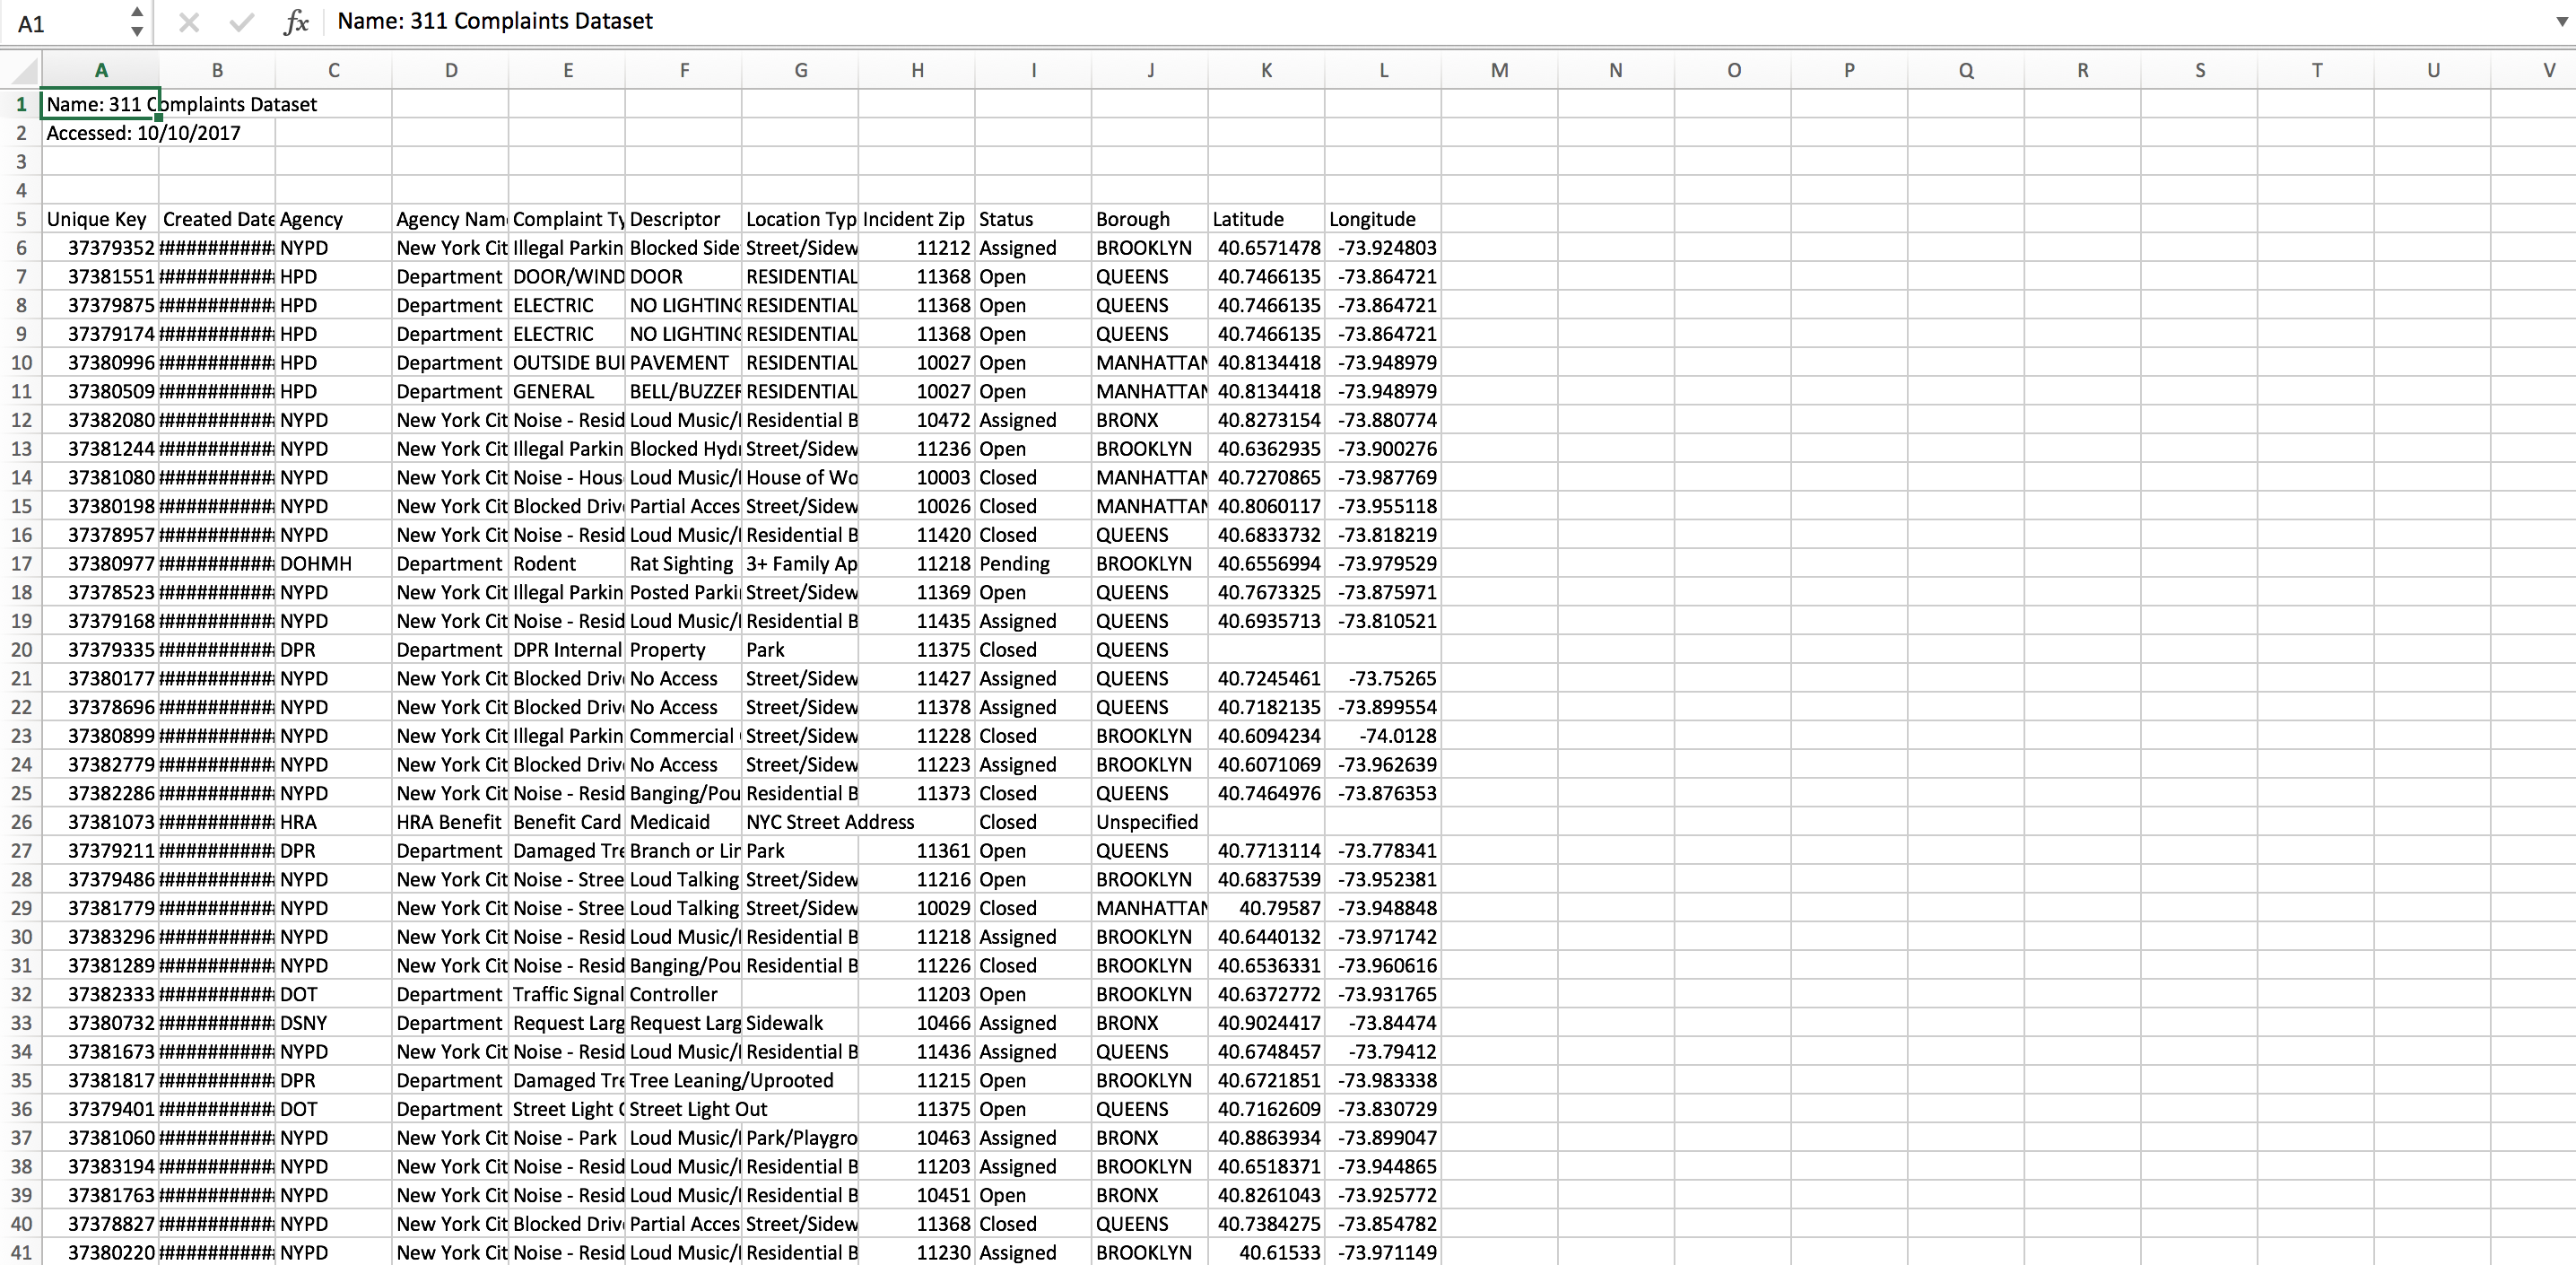 A1 fx Name: 311 Complaints Dataset
A B C D E F G H I J K L M N O P Q R S T U V
1 Name: 311 Complaints Dataset
2 Accessed: 10/10/2017
3
4
5 Unique Key Created Date Agency Agency Nam Complaint Ty Descriptor Location Typ Incident Zip Status Borough Latitude Longitude
6 37379352 ########### NYPD New York Cit Illegal Parkin Blocked Side Street/Sidew 11212 Assigned BROOKLYN 40.6571478 -73.924803
7 37381551 ########### HPD Department DOOR/WIND DOOR RESIDENTIAL 11368 Open QUEENS 40.7466135 -73.864721
8 37379875 ########### HPD Department ELECTRIC NO LIGHTING RESIDENTIAL 11368 Open QUEENS 40.7466135 -73.864721
9 37379174 ########### HPD Department ELECTRIC NO LIGHTING RESIDENTIAL 11368 Open QUEENS 40.7466135 -73.864721
10 37380996 ########### HPD Department OUTSIDE BUI PAVEMENT RESIDENTIAL 10027 Open MANHATTAN 40.8134418 -73.948979
11 37380509 ########### HPD Department GENERAL BELL/BUZZER RESIDENTIAL 10027 Open MANHATTAN 40.8134418 -73.948979
12 37382080 ########### NYPD New York Cit Noise - Resid Loud Music/ Residential B 10472 Assigned BRONX 40.8273154 -73.880774
13 37381244 ########### NYPD New York Cit Illegal Parkin Blocked Hyd Street/Sidew 11236 Open BROOKLYN 40.6362935 -73.900276
14 37381080 ########### NYPD New York Cit Noise - Hous Loud Music/ House of Wo 10003 Closed MANHATTAN 40.7270865 -73.987769
15 37380198 ########### NYPD New York Cit Blocked Driv Partial Acces Street/Sidew 10026 Closed MANHATTAN 40.8060117 -73.955118
16 37378957 ########### NYPD New York Cit Noise - Resid Loud Music/ Residential B 11420 Closed QUEENS 40.6833732 -73.818219
17 37380977 ########### DOHMH Department Rodent Rat Sighting 3+ Family Ap 11218 Pending BROOKLYN 40.6556994 -73.979529
18 37378523 ########### NYPD New York Cit Illegal Parkin Posted Parki Street/Sidew 11369 Open QUEENS 40.7673325 -73.875971
19 37379168 ########### NYPD New York Cit Noise - Resid Loud Music/ Residential B 11435 Assigned QUEENS 40.6935713 -73.810521
20 37379335 ########### DPR Department DPR Internal Property Park 11375 Closed QUEENS
21 37380177 ########### NYPD New York Cit Blocked Driv No Access Street/Sidew 11427 Assigned QUEENS 40.7245461 -73.75265
22 37378696 ########### NYPD New York Cit Blocked Driv No Access Street/Sidew 11378 Assigned QUEENS 40.7182135 -73.899554
23 37380899 ########### NYPD New York Cit Illegal Parkin Commercial Street/Sidew 11228 Closed BROOKLYN 40.6094234 -74.0128
24 37382779 ########### NYPD New York Cit Blocked Driv No Access Street/Sidew 11223 Assigned BROOKLYN 40.6071069 -73.962639
25 37382286 ########### NYPD New York Cit Noise - Resid Banging/Pou Residential B 11373 Closed QUEENS 40.7464976 -73.876353
26 37381073 ########### HRA HRA Benefit Benefit Card Medicaid NYC Street Address Closed Unspecified
27 37379211 ########### DPR Department Damaged Tre Branch or Lim Park 11361 Open QUEENS 40.7713114 -73.778341
28 37379486 ########### NYPD New York Cit Noise - Stree Loud Talking Street/Sidew 11216 Open BROOKLYN 40.6837539 -73.952381
29 37381779 ########### NYPD New York Cit Noise - Stree Loud Talking Street/Sidew 10029 Closed MANHATTAN 40.79587 -73.948848
30 37383296 ########### NYPD New York Cit Noise - Resid Loud Music/ Residential B 11218 Assigned BROOKLYN 40.6440132 -73.971742
31 37381289 ########### NYPD New York Cit Noise - Resid Banging/Pou Residential B 11226 Closed BROOKLYN 40.6536331 -73.960616
32 37382333 ########### DOT Department Traffic Signal Controller 11203 Open BROOKLYN 40.6372772 -73.931765
33 37380732 ########### DSNY Department Request Larg Request Larg Sidewalk 10466 Assigned BRONX 40.9024417 -73.84474
34 37381673 ########### NYPD New York Cit Noise - Resid Loud Music/ Residential B 11436 Assigned QUEENS 40.6748457 -73.79412
35 37381817 ########### DPR Department Damaged Tre Tree Leaning/Uprooted 11215 Open BROOKLYN 40.6721851 -73.983338
36 37379401 ########### DOT Department Street Light C Street Light Out 11375 Open QUEENS 40.7162609 -73.830729
37 37381060 ########### NYPD New York Cit Noise - Park Loud Music/ Park/Playgro 10463 Assigned BRONX 40.8863934 -73.899047
38 37383194 ########### NYPD New York Cit Noise - Resid Loud Music/ Residential B 11203 Assigned BROOKLYN 40.6518371 -73.944865
39 37381763 ########### NYPD New York Cit Noise - Resid Loud Music/ Residential B 10451 Open BRONX 40.8261043 -73.925772
40 37378827 ########### NYPD New York Cit Blocked Driv Partial Acces Street/Sidew 11368 Closed QUEENS 40.7384275 -73.854782
41 37380220 ########### NYPD New York Cit Noise - Resid Loud Music/ Residential B 11230 Assigned BROOKLYN 40.61533 -73.971149